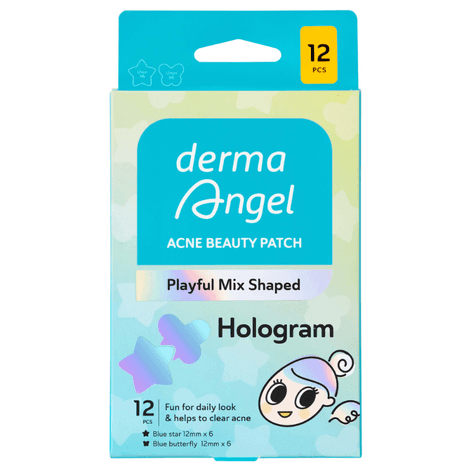 12
PCS
derma
Angel
ACNE BEAUTY PATCH
Playful Mix Shaped
Hologram
12
PCS
Fun for daily look
& helps to clear acne
Blue star 12mm x 6
Blue butterfly 12mm x 6